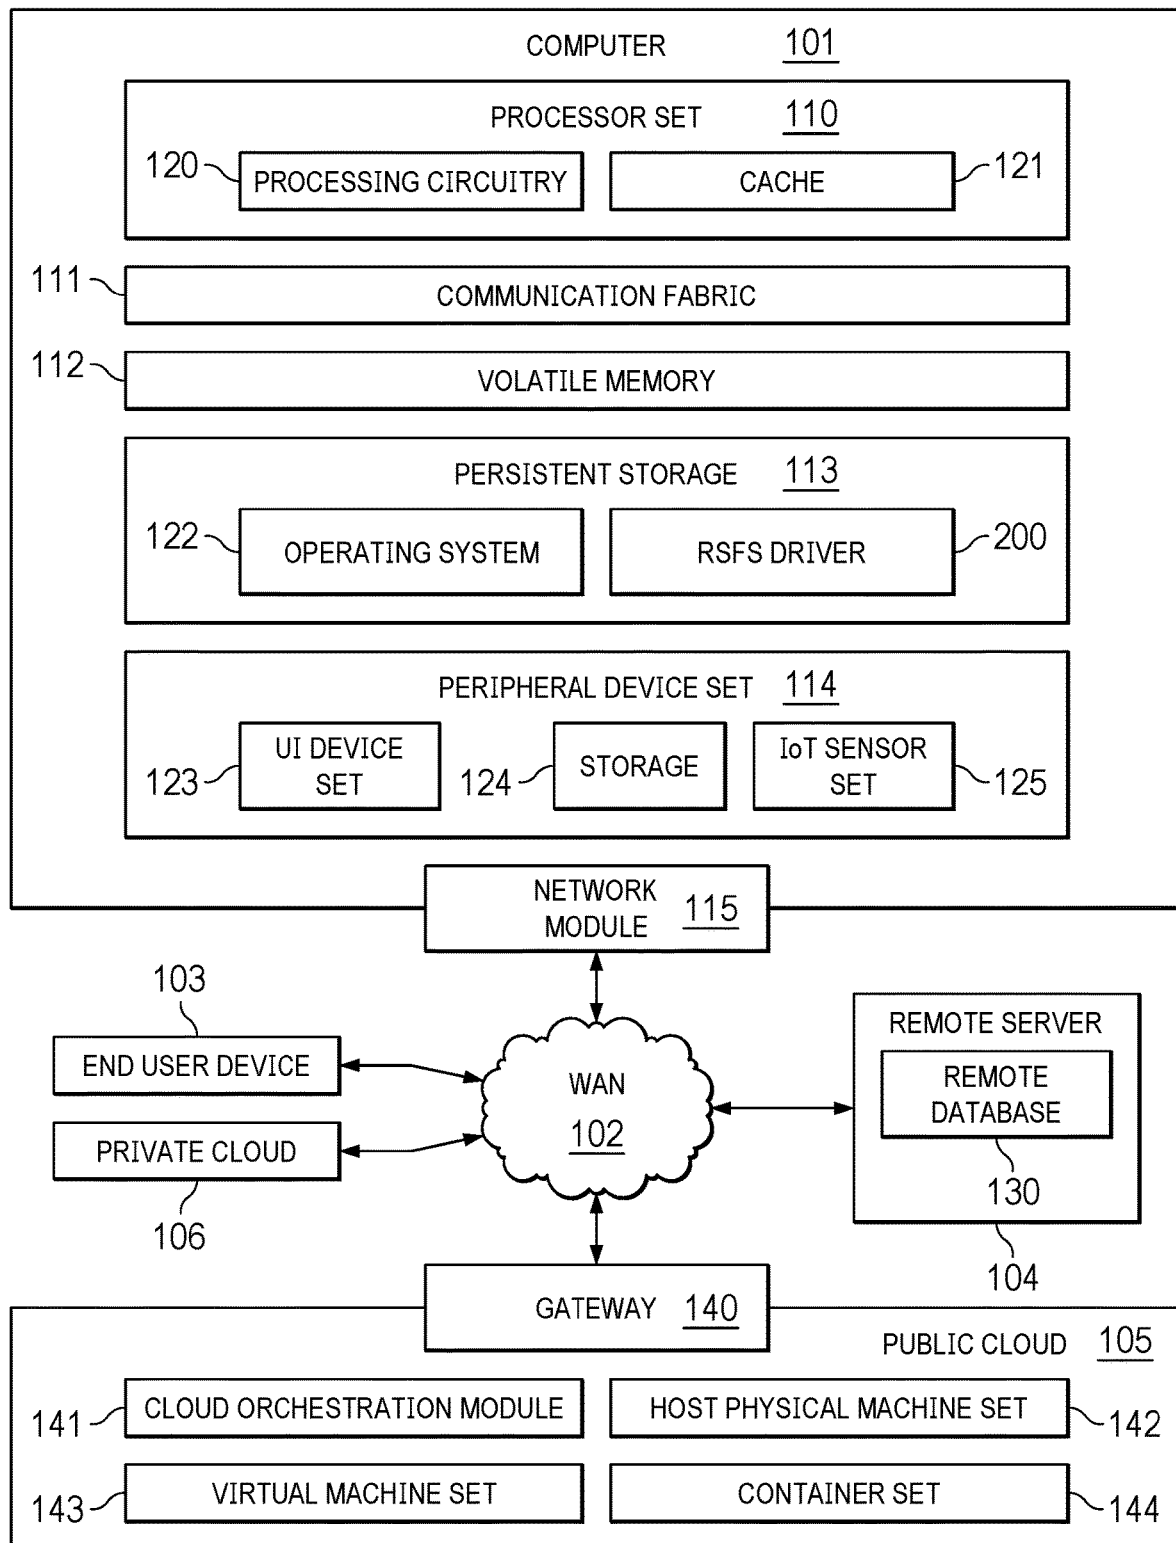 COMPUTER 101
PROCESSOR SET 110
120 PROCESSING CIRCUITRY CACHE 121
111 COMMUNICATION FABRIC
112 VOLATILE MEMORY
PERSISTENT STORAGE 113
122 OPERATING SYSTEM RSFS DRIVER 200
PERIPHERAL DEVICE SET 114
123 UI DEVICE
SET
124 STORAGE
IoT SENSOR
SET 125
NETWORK
MODULE 115
103
END USER DEVICE
PRIVATE CLOUD
106
WAN
102
REMOTE SERVER
REMOTE
DATABASE
130
104
GATEWAY 140
PUBLIC CLOUD 105
141 CLOUD ORCHESTRATION MODULE HOST PHYSICAL MACHINE SET 142
143 VIRTUAL MACHINE SET CONTAINER SET 144